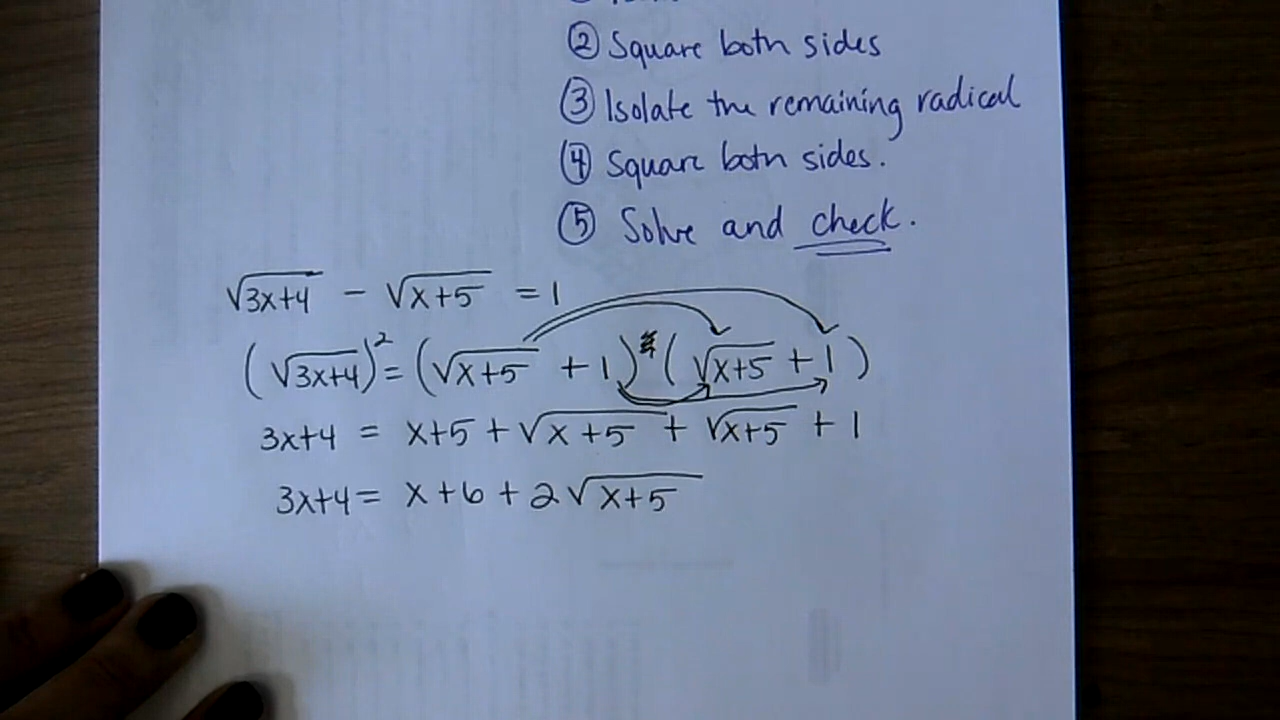 ② Square both sides
③ Isolate the remaining radical
④ Square both sides.
⑤ Solve and check.
√(3x+4) - √(x+5) = 1
(√(3x+4))² = (√(x+5) + 1)(√(x+5) + 1)
3x+4 = x+5 + √(x+5) + √(x+5) + 1
3x+4 = x+6 + 2√(x+5)